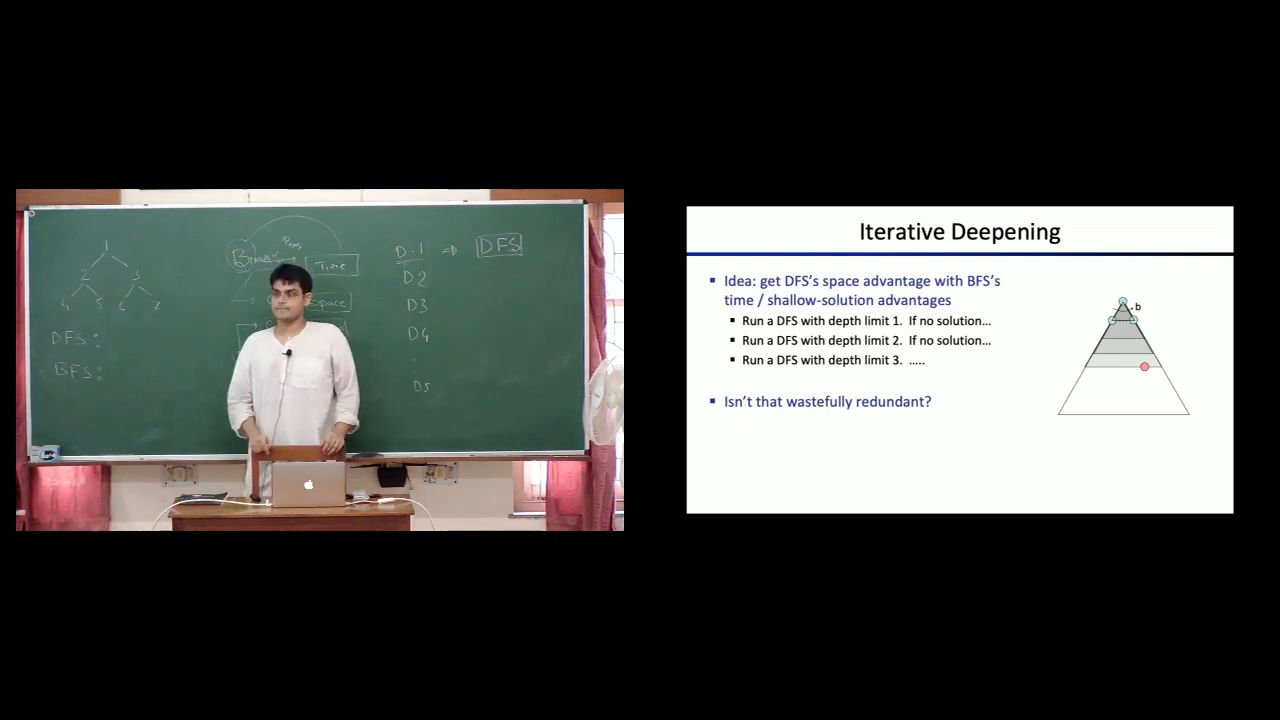 1
2 3
4 5 6
DFS:
BFS:
Time
Space
D-1 ⇒ DFS
D2
D3
D4
D5
Iterative Deepening
▪ Idea: get DFS's space advantage with BFS's
time / shallow-solution advantages
▪ Run a DFS with depth limit 1. If no solution...
▪ Run a DFS with depth limit 2. If no solution...
▪ Run a DFS with depth limit 3. .....
▪ Isn't that wastefully redundant?
b